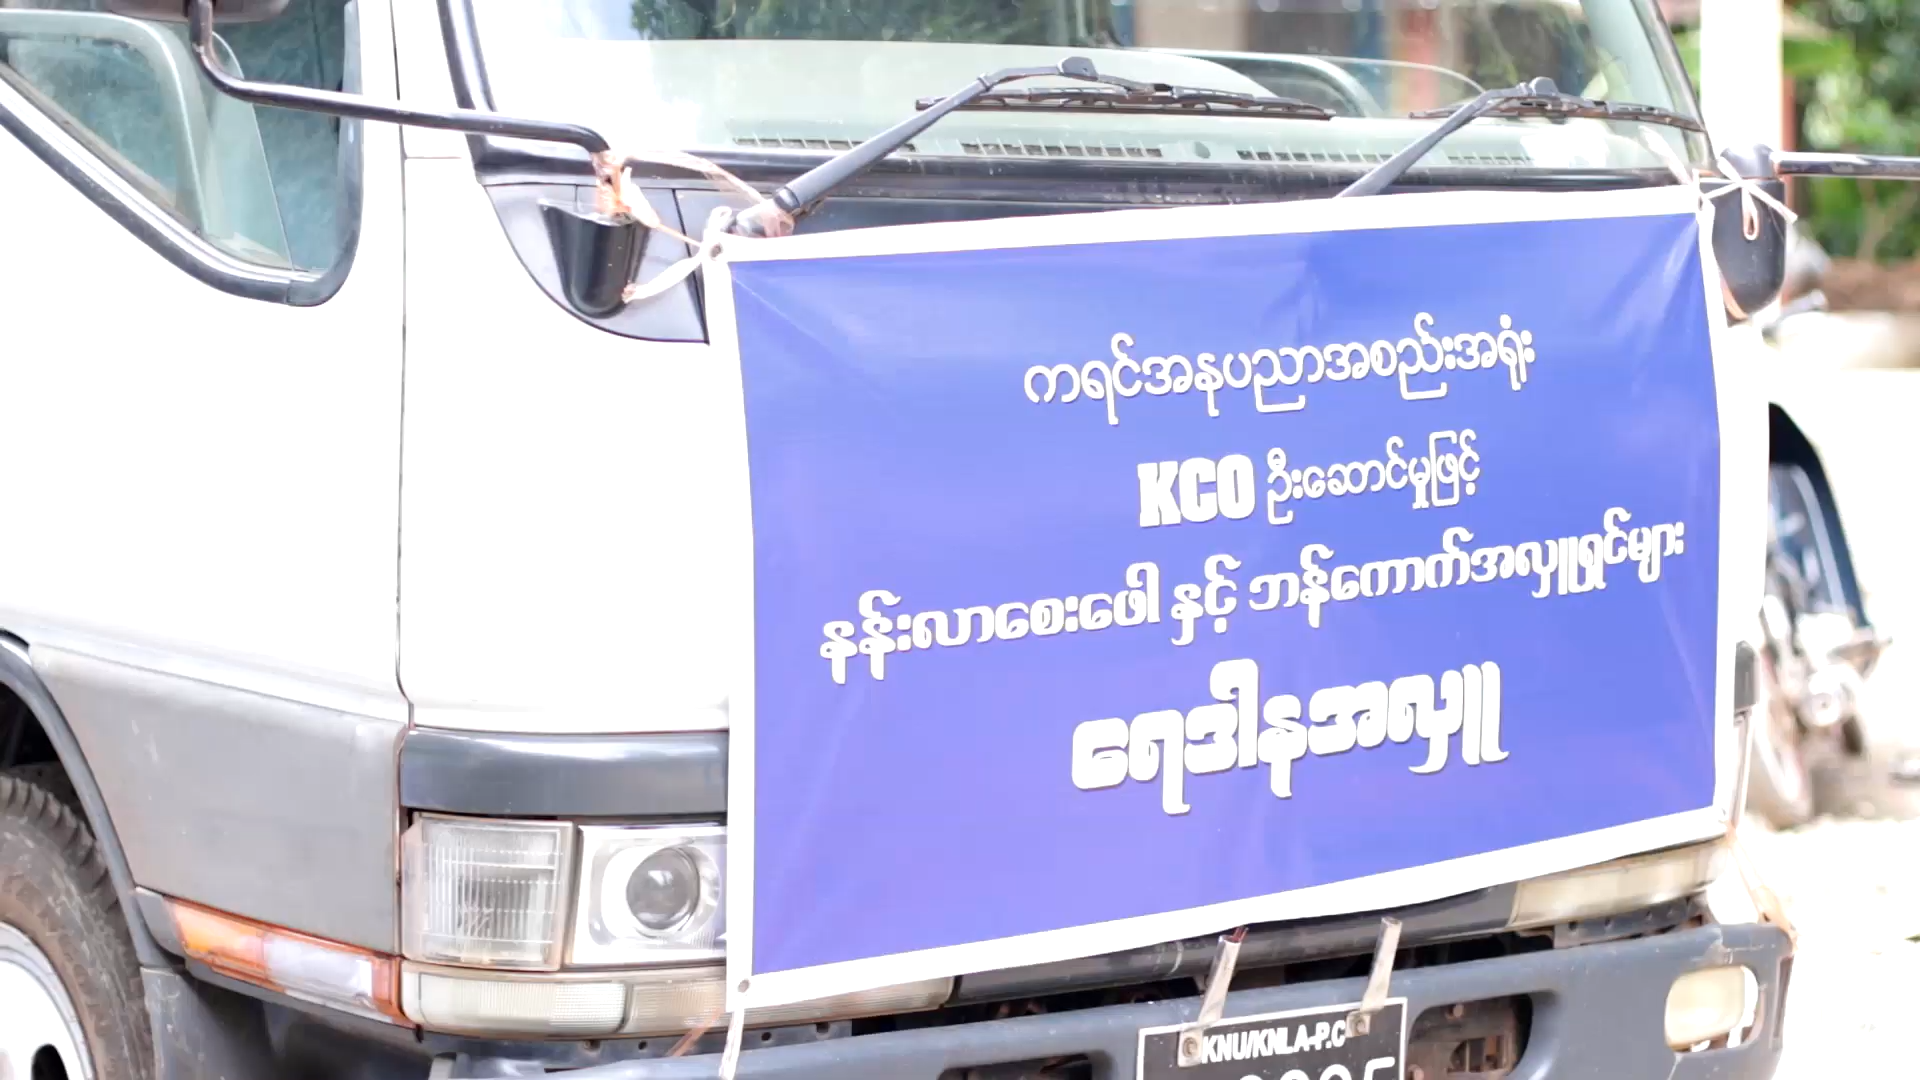 ကရင်အနုပညာအစည်းအရုံး
KCO ဦးဆောင်မှုဖြင့်
နန်းလာစေးဖေါ နှင့် ဘန်ကောက်အလှူရှင်များ
ရေဒါနအလှူ
KNU/KNLA-P.C